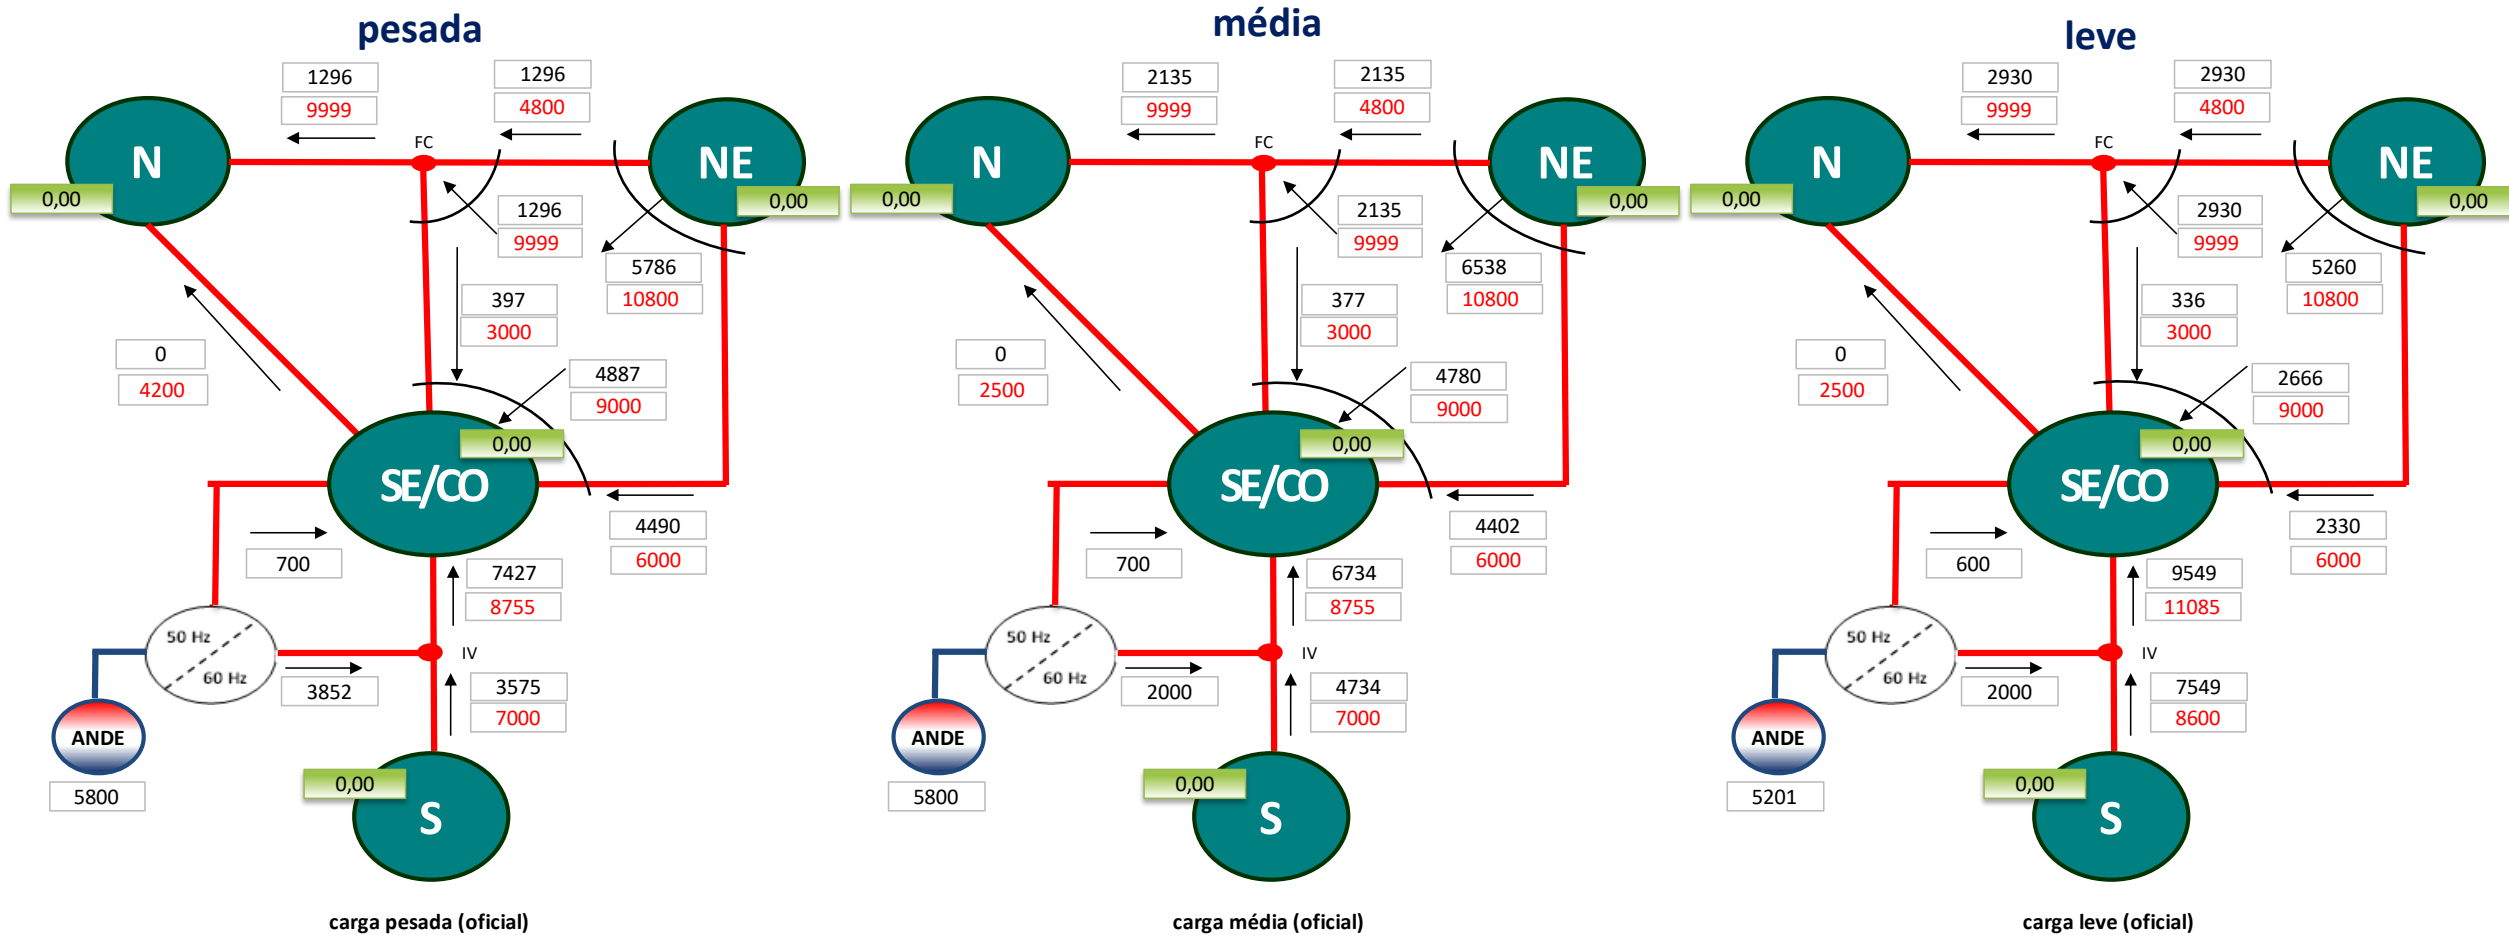 pesada
1296
1296
9999
4800
FC
N
NE
0,00
0,00
1296
9999
5786
10800
397
3000
0
4200
4887
9000
0,00
SE/CO
4490
6000
700
7427
8755
50 Hz
60 Hz
IV
3852
3575
7000
ANDE
5800
0,00
S
carga pesada (oficial)
média
2135
2135
9999
4800
FC
N
NE
0,00
0,00
2135
9999
6538
10800
377
3000
0
2500
4780
9000
0,00
SE/CO
4402
6000
700
6734
8755
50 Hz
60 Hz
IV
2000
4734
7000
ANDE
5800
0,00
S
carga média (oficial)
leve
2930
2930
9999
4800
FC
N
NE
0,00
0,00
2930
9999
5260
10800
336
3000
0
2500
2666
9000
0,00
SE/CO
2330
6000
600
9549
11085
50 Hz
60 Hz
IV
2000
7549
8600
ANDE
5201
0,00
S
carga leve (oficial)